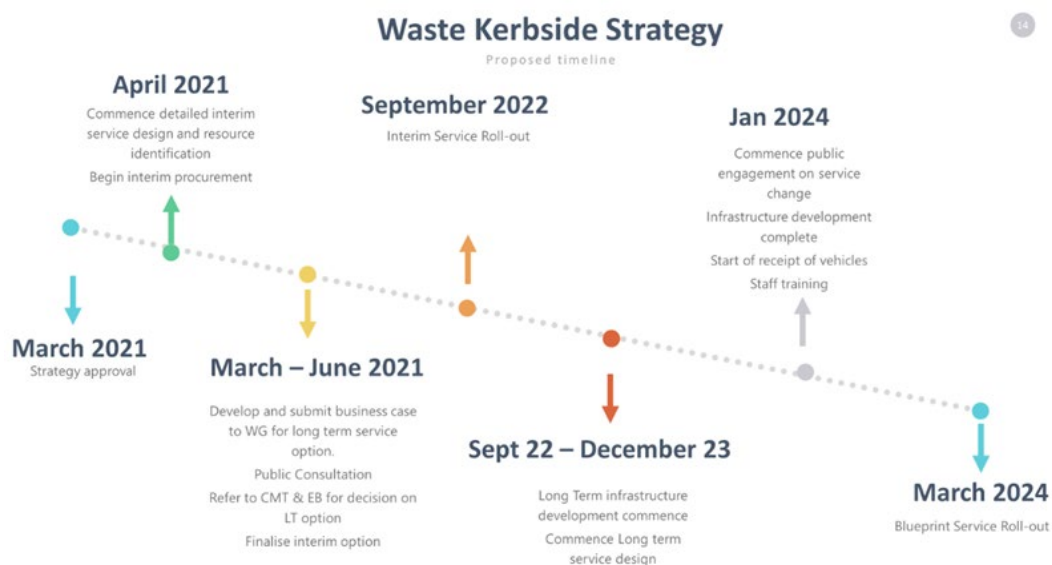 Waste Kerbside Strategy
14
Proposed timeline
April 2021
Commence detailed interim
service design and resource
identification
Begin interim procurement
September 2022
Interim Service Roll-out
Jan 2024
Commence public
engagement on service
change
Infrastructure development
complete
Start of receipt of vehicles
Staff training
March 2021
Strategy approval
March – June 2021
Develop and submit business case
to WG for long term service
option.
Public Consultation
Refer to CMT & EB for decision on
LT option
Finalise interim option
Sept 22 – December 23
Long Term infrastructure
development commence
Commence Long term
service design
March 2024
Blueprint Service Roll-out